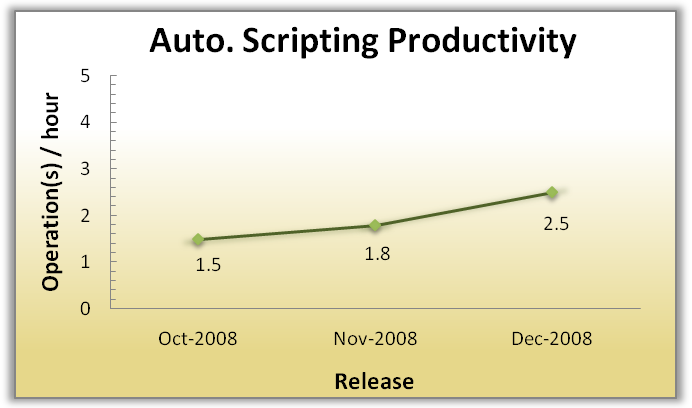 Auto. Scripting Productivity
5
4
3
2
1
0
Operation(s) / hour
1.5
1.8
2.5
Oct-2008
Nov-2008
Dec-2008
Release